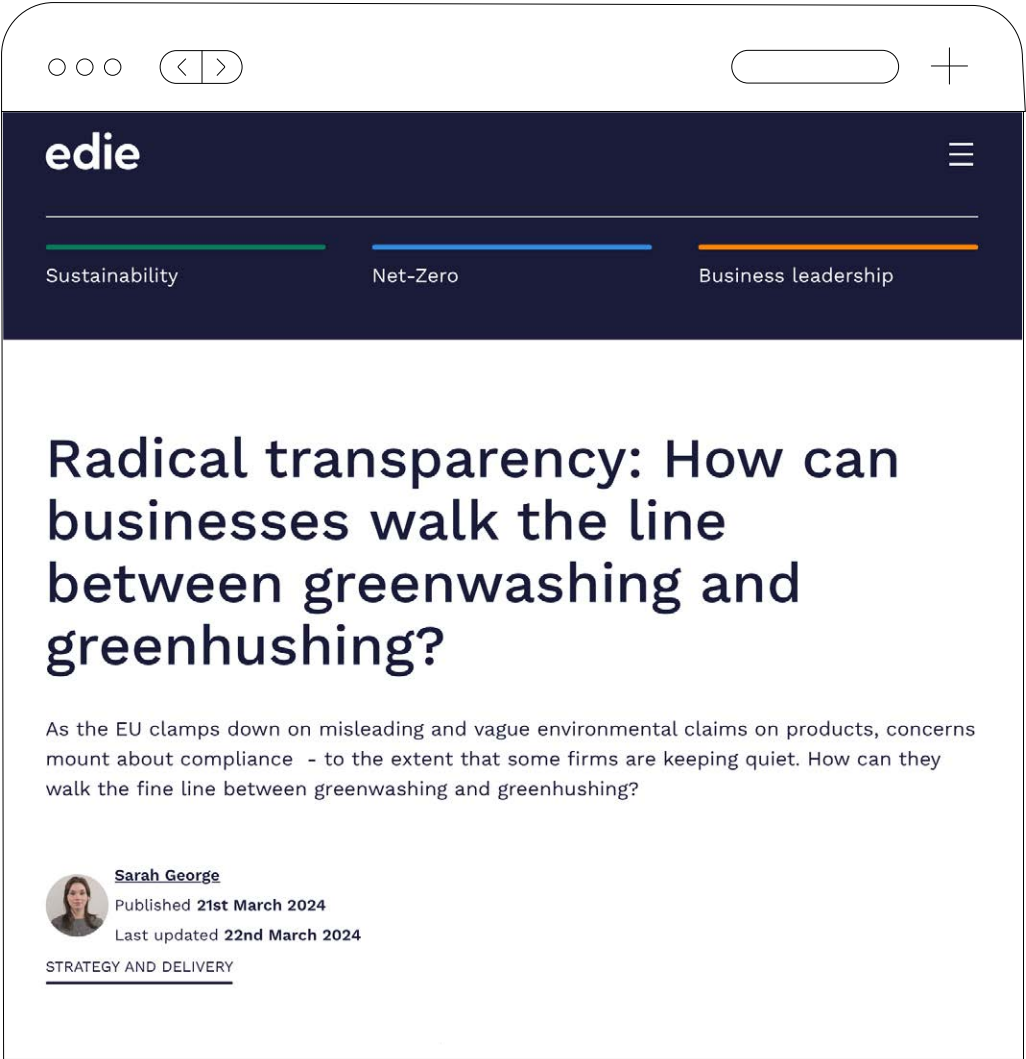 edie
Sustainability
Net-Zero
Business leadership
Radical transparency: How can
businesses walk the line
between greenwashing and
greenhushing?
As the EU clamps down on misleading and vague environmental claims on products, concerns
mount about compliance  - to the extent that some firms are keeping quiet. How can they
walk the fine line between greenwashing and greenhushing?
Sarah George
Published 21st March 2024
Last updated 22nd March 2024
STRATEGY AND DELIVERY